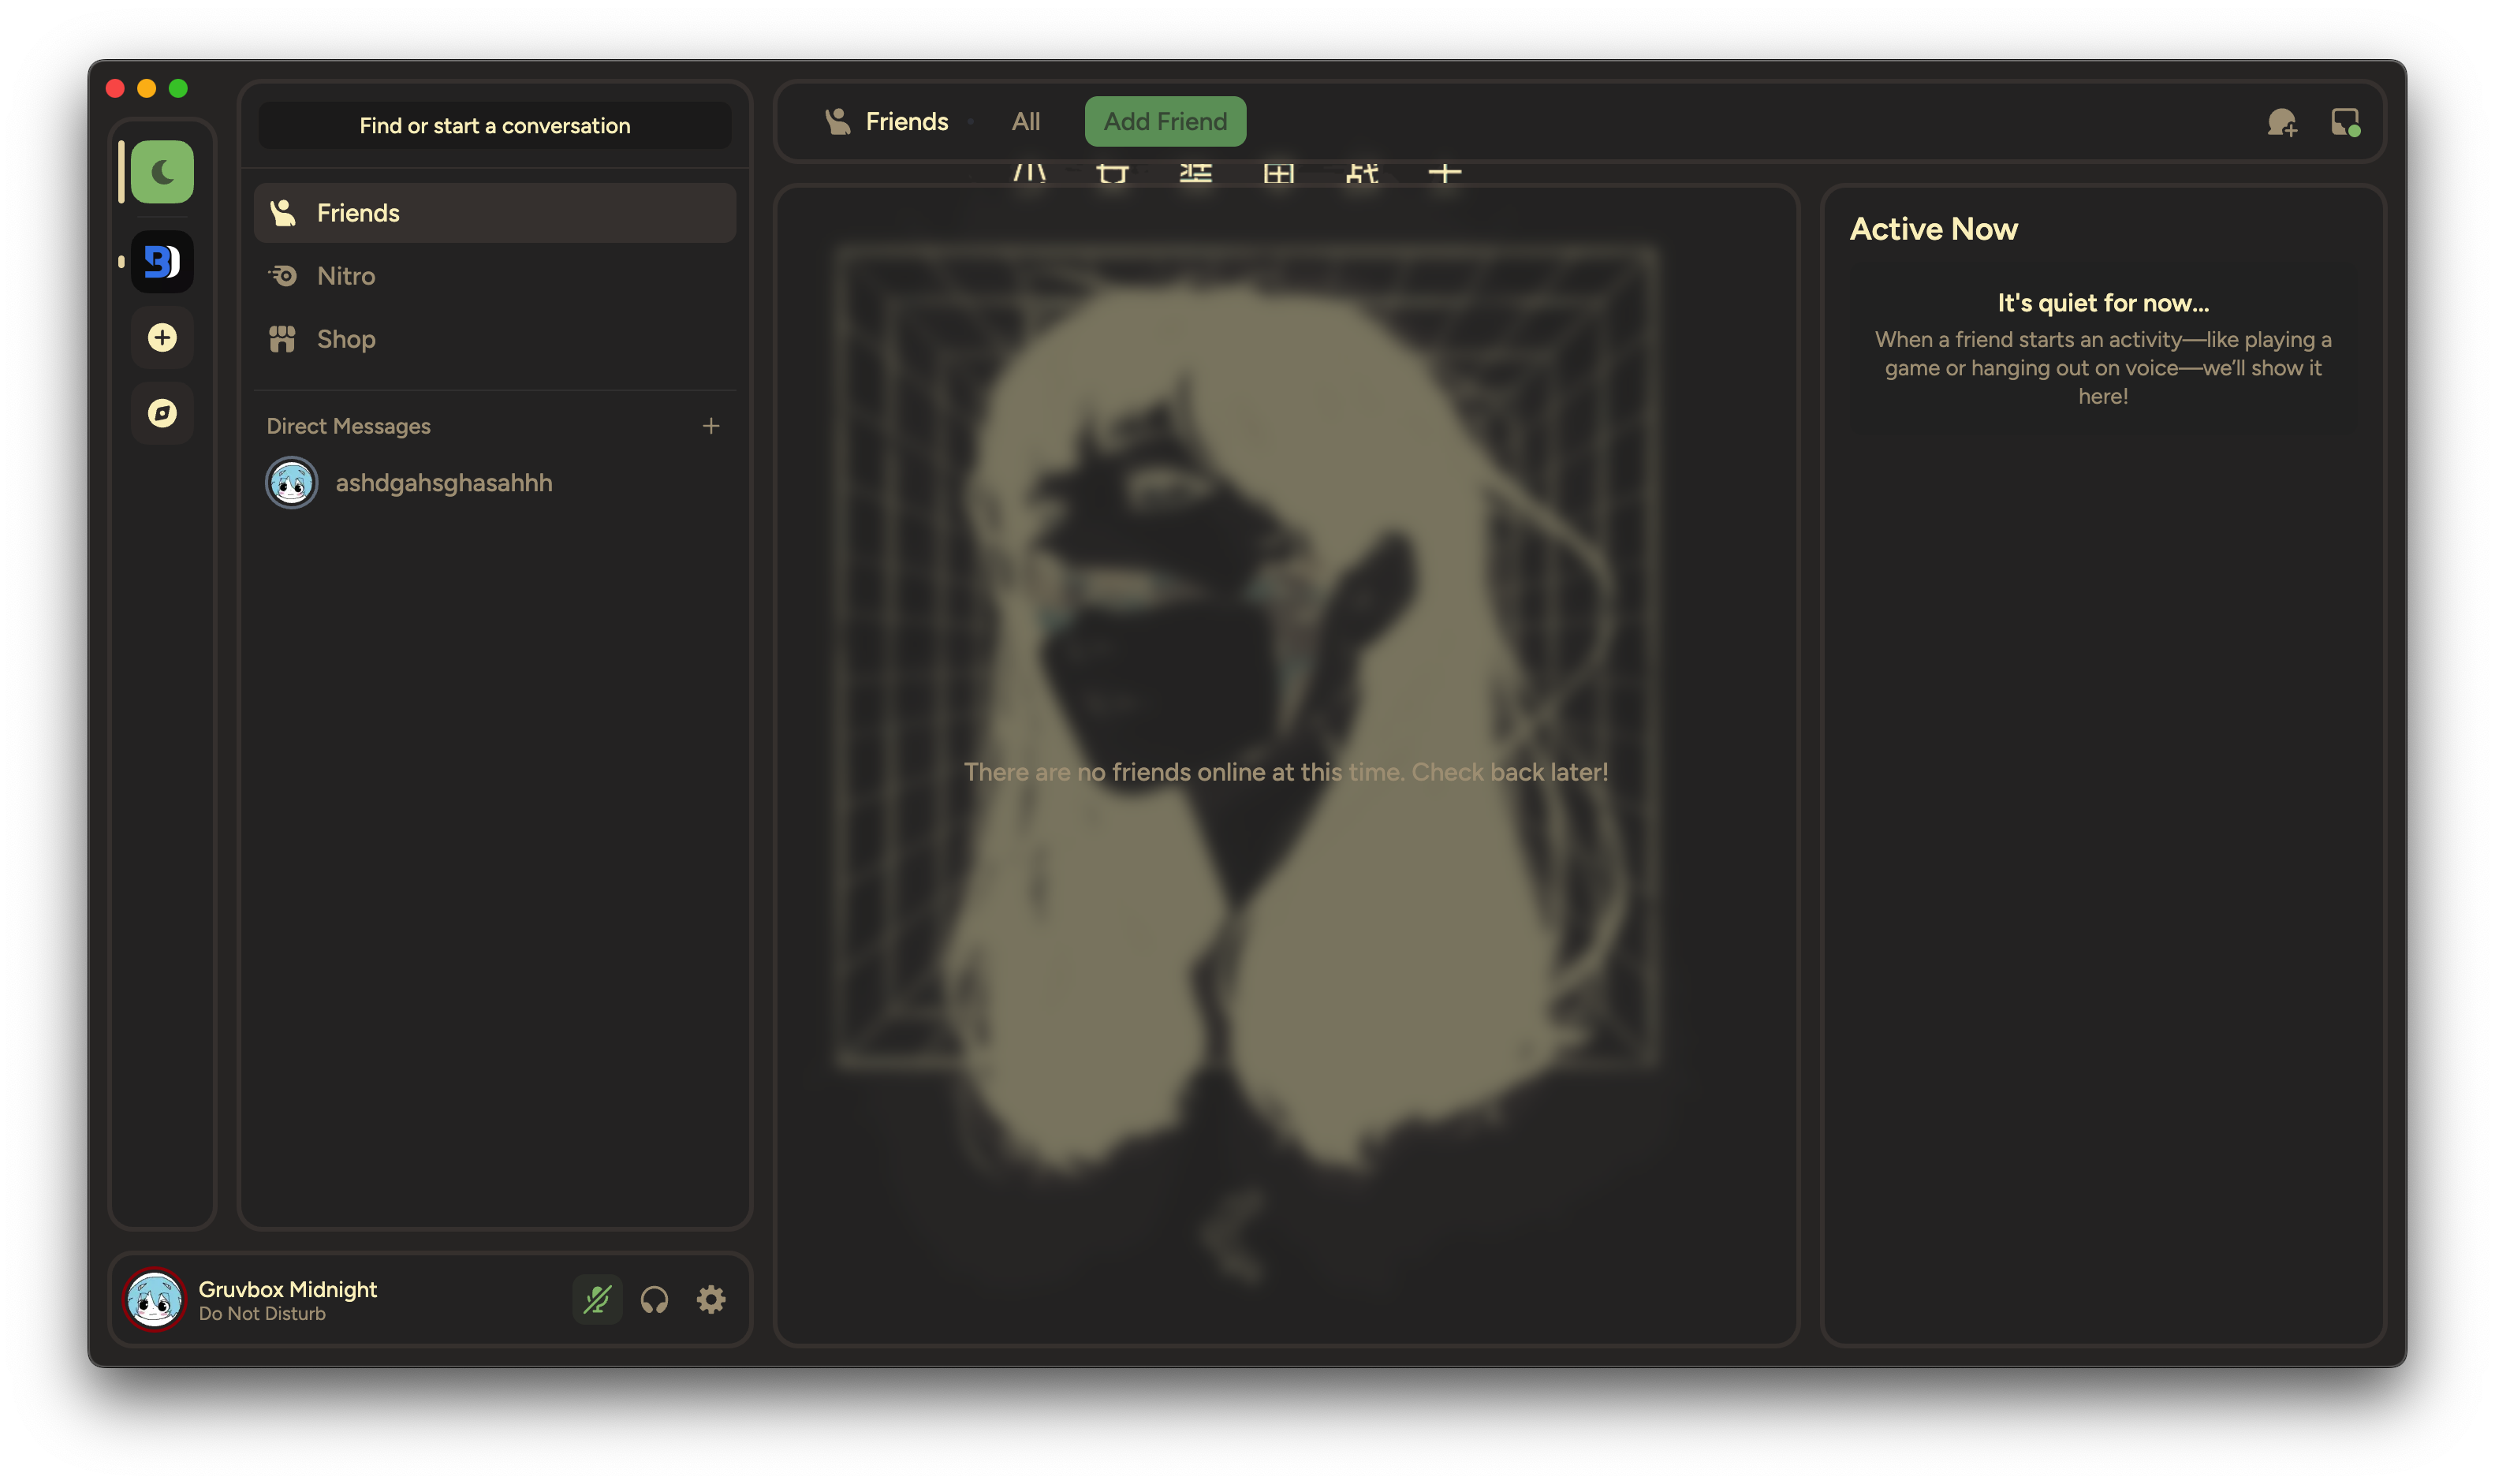 Find or start a conversation
Friends
Nitro
Shop
Direct Messages
ashdgahsghasahhh
Gruvbox Midnight
Do Not Disturb
Friends
All
Add Friend
There are no friends online at this time. Check back later!
Active Now
It's quiet for now...
When a friend starts an activity—like playing a
game or hanging out on voice—we’ll show it
here!